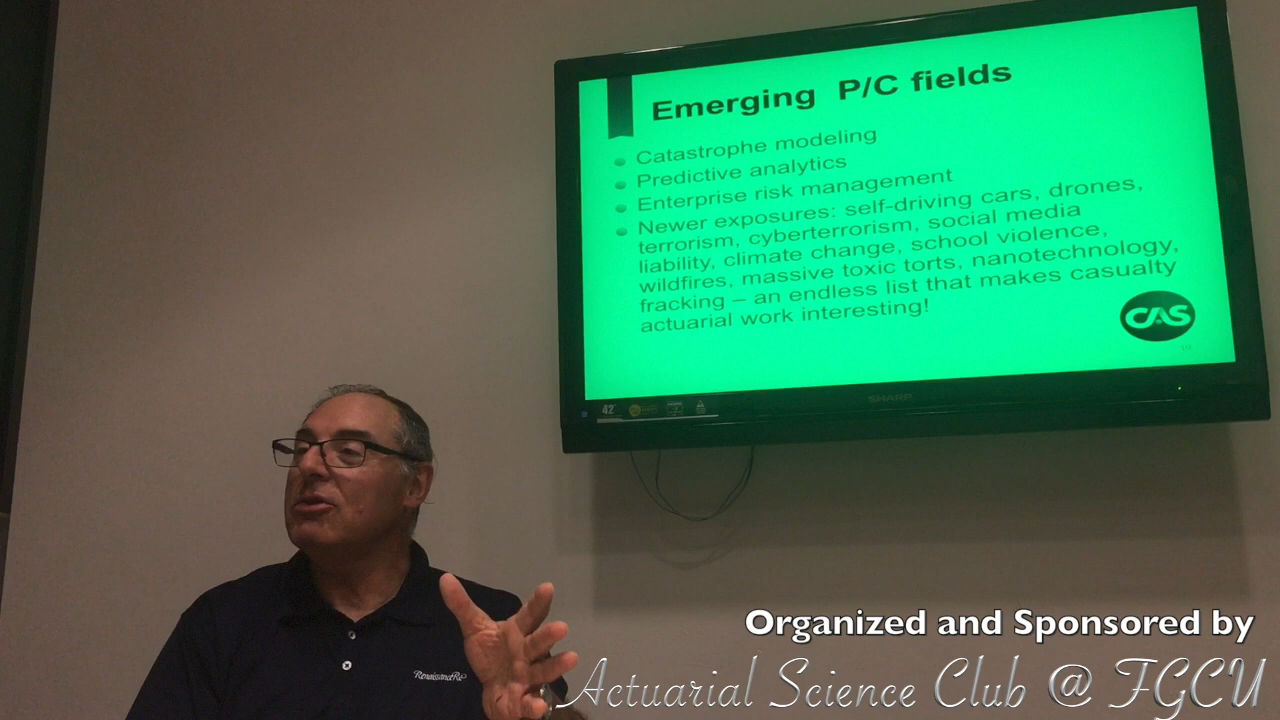 Emerging P/C fields
Catastrophe modeling
Predictive analytics
Enterprise risk management
Newer exposures: self-driving cars, drones,
terrorism, cyberterrorism, social media
liability, climate change, school violence,
wildfires, massive toxic torts, nanotechnology,
fracking – an endless list that makes casualty
actuarial work interesting!
CAS
10
SHARP
42
RenaissanceRe
Organized and Sponsored by
Actuarial Science Club @ FGCU